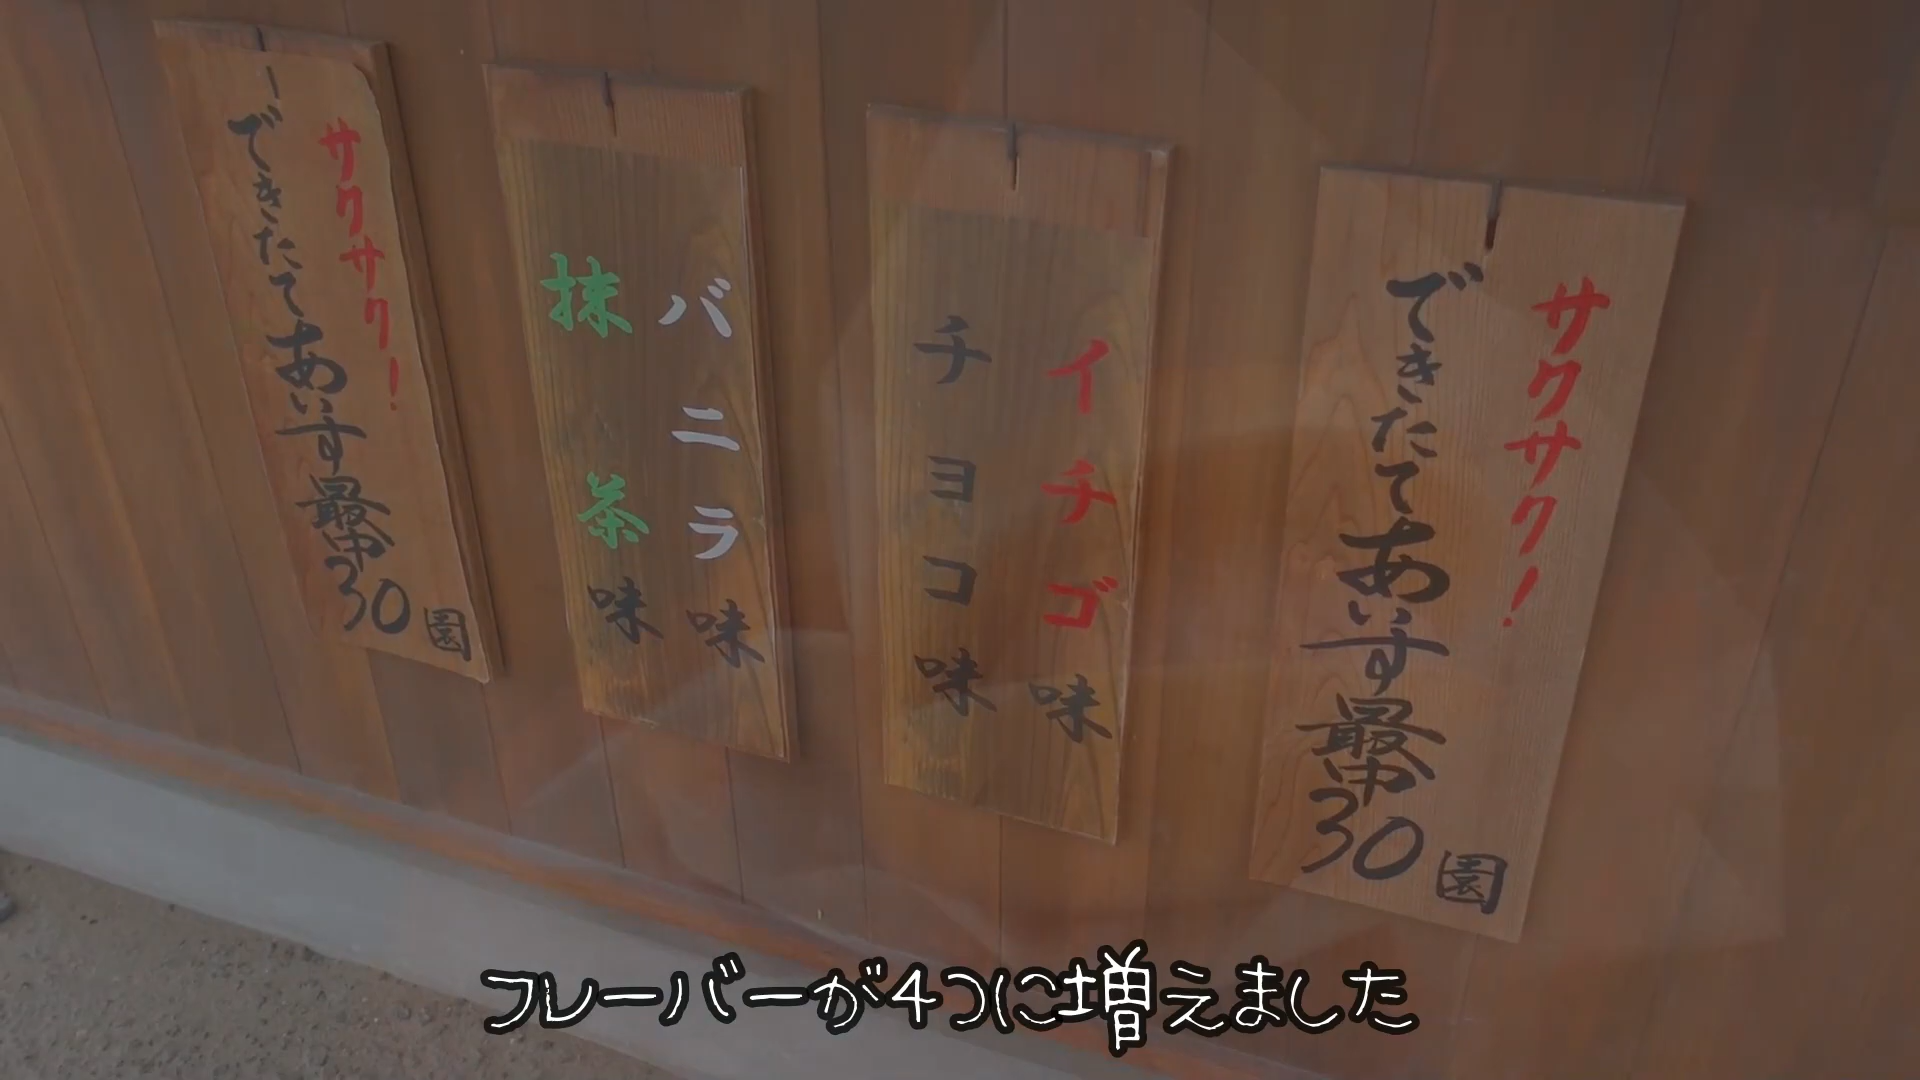 サクサク!
できたてあいす最中30園
イチゴ味
チョコ味
バニラ味
抹茶味
サクサク!
できたてあいす最中30園
フレーバーが4つに増えました